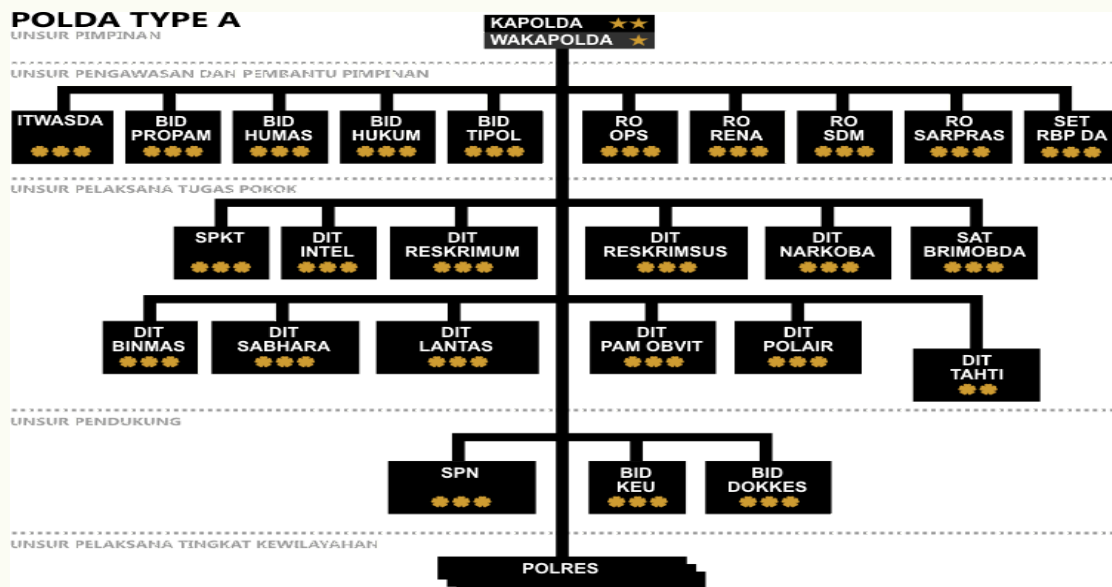 POLDA TYPE A
UNSUR PIMPINAN
KAPOLDA
WAKAPOLDA
UNSUR PENGAWASAN DAN PEMBANTU PIMPINAN
ITWASDA
BID
PROPAM
BID
HUMAS
BID
HUKUM
BID
TIPOL
RO
OPS
RO
RENA
RO
SDM
RO
SARPRAS
SET
RBP DA
UNSUR PELAKSANA TUGAS POKOK
SPKT
DIT
INTEL
DIT
RESKRIMUM
DIT
RESKRIMSUS
DIT
NARKOBA
SAT
BRIMOBDA
DIT
BINMAS
DIT
SABHARA
DIT
LANTAS
DIT
PAM OBVIT
DIT
POLAIR
DIT
TAHTI
UNSUR PENDUKUNG
SPN
BID
KEU
BID
DOKKES
UNSUR PELAKSANA TINGKAT KEWILAYAHAN
POLRES